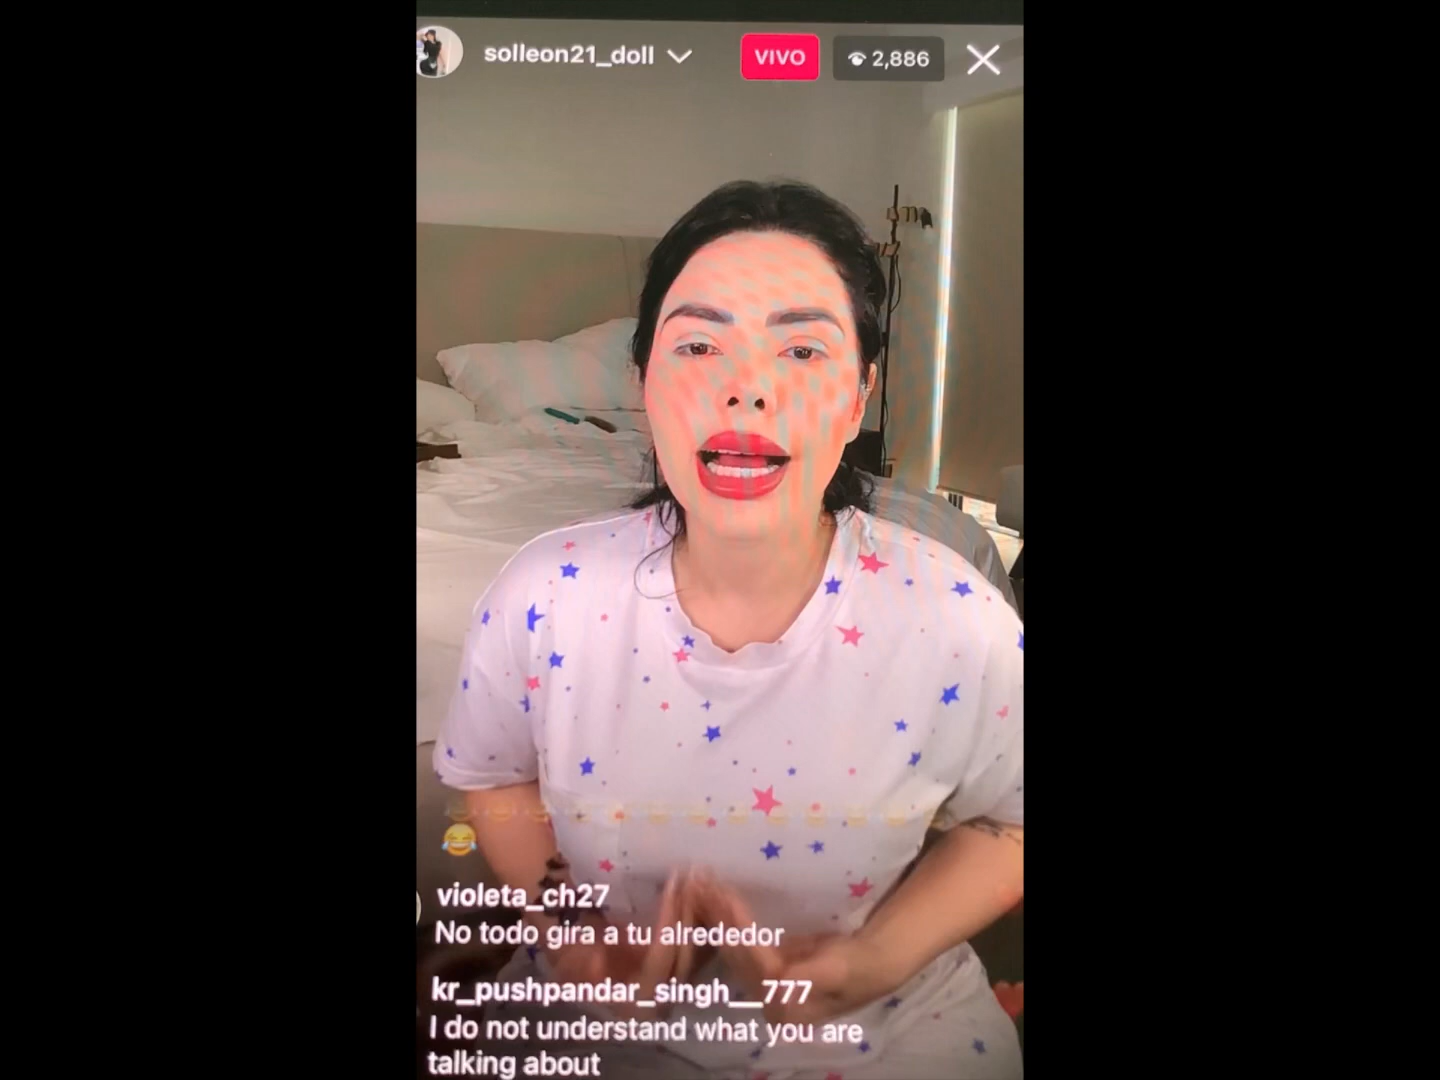 solleon21_doll
VIVO
2,886
violeta_ch27
No todo gira a tu alrededor
kr_pushpandar_singh__777
I do not understand what you are
talking about